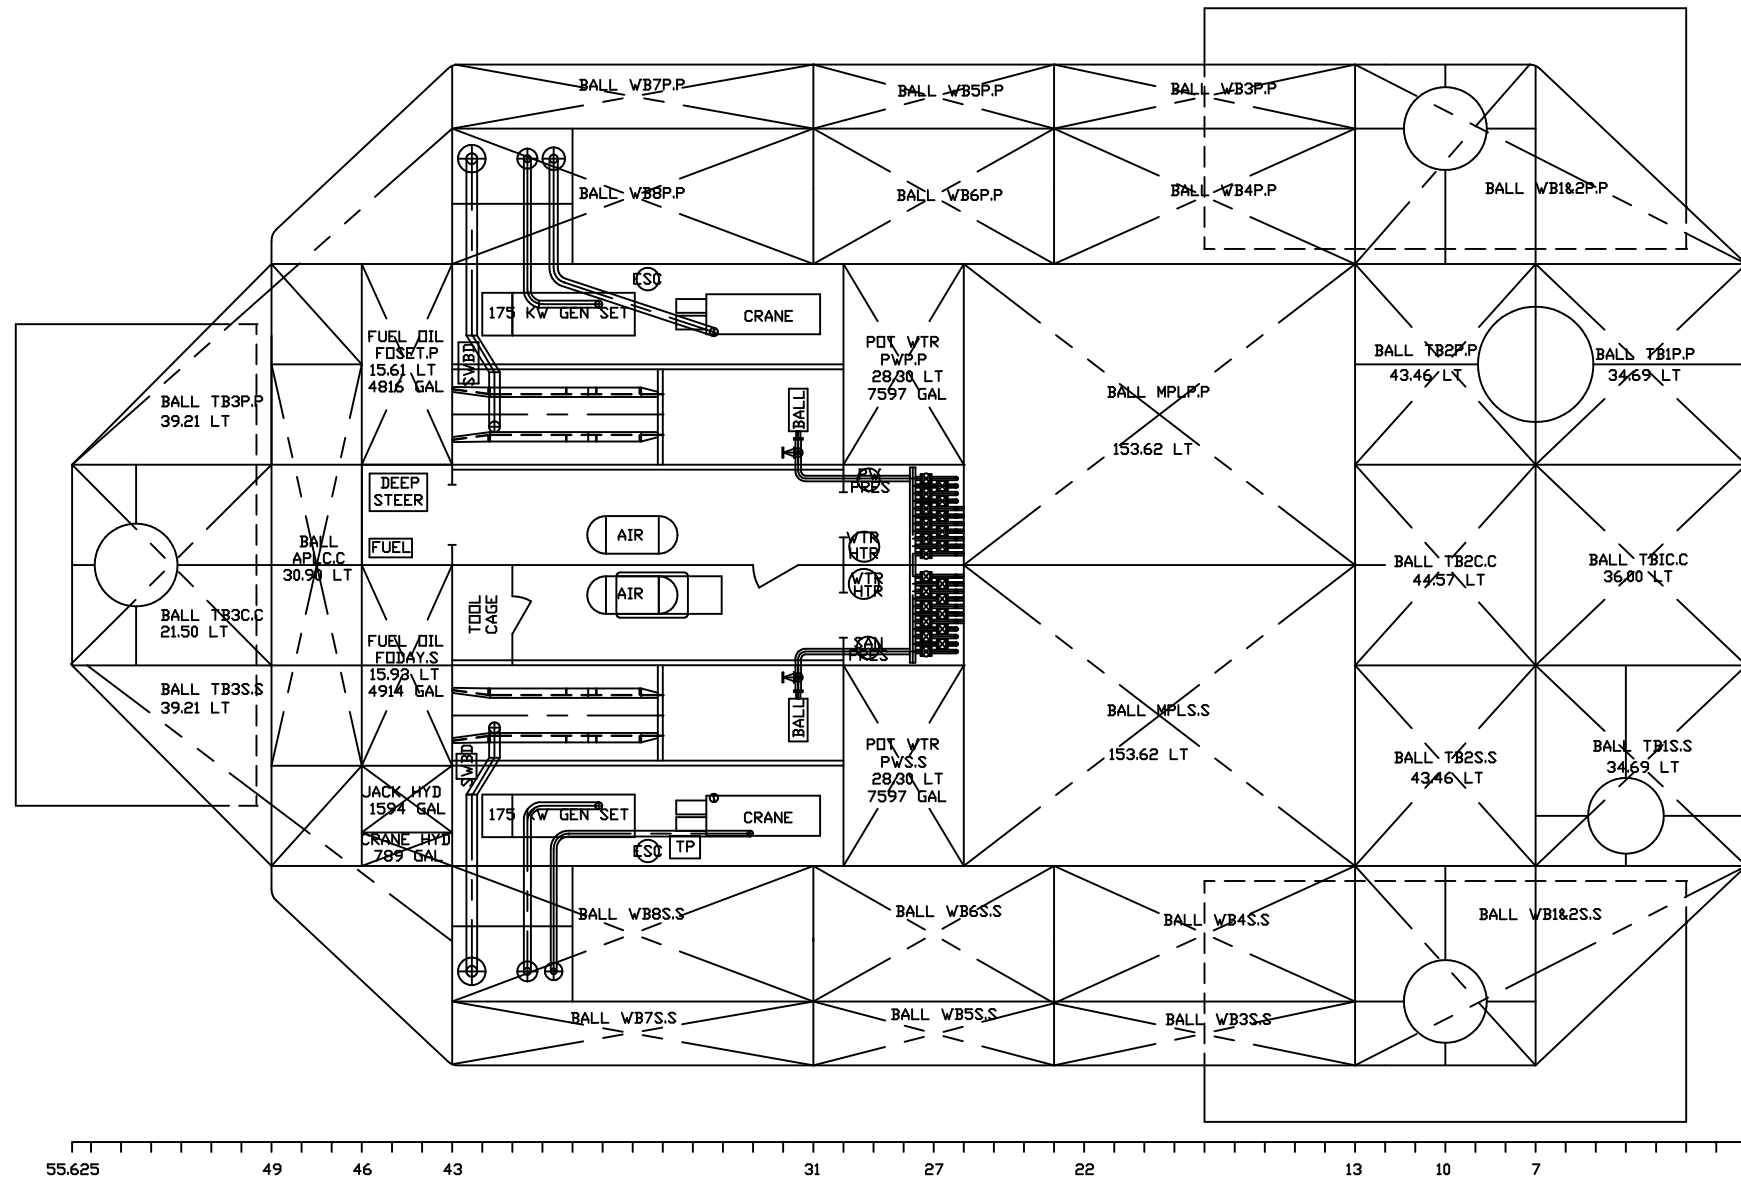 BALL WB7P.P
BALL WB5P.P
BALL WB3P.P
BALL WB8P.P
BALL WB6P.P
BALL WB4P.P
BALL WB1&2P.P
ESC
175 KW GEN SET
CRANE
FUEL OIL
FOSET.P
15.61 LT
4816 GAL
SWBD
POT WTR
PWP.P
28.30 LT
7597 GAL
BALL TB2P.P
43.46 LT
BALL TB1P.P
34.69 LT
BALL TB3P.P
39.21 LT
BALL
BALL MPLP.P
153.62 LT
DEEP
STEER
PW
PRES
FUEL
AIR
WTR
HTR
BALL
APLC.C
30.90 LT
BALL TB2C.C
44.57 LT
BALL TB1C.C
36.00 LT
WTR
HTR
AIR
TOOL
CAGE
BALL TB3C.C
21.50 LT
SAN
PRES
FUEL OIL
FODAY.S
15.93 LT
4914 GAL
BALL TB3S.S
39.21 LT
BALL
BALL MPLS.S
153.62 LT
POT WTR
PWS.S
28.30 LT
7597 GAL
BALL TB2S.S
43.46 LT
BALL TB1S.S
34.69 LT
SWBD
JACK HYD
1594 GAL
175 KW GEN SET
CRANE
CRANE HYD
789 GAL
ESC
TP
BALL WB8S.S
BALL WB6S.S
BALL WB4S.S
BALL WB1&2S.S
BALL WB7S.S
BALL WB5S.S
BALL WB3S.S
55.625 49 46 43 31 27 22 13 10 7